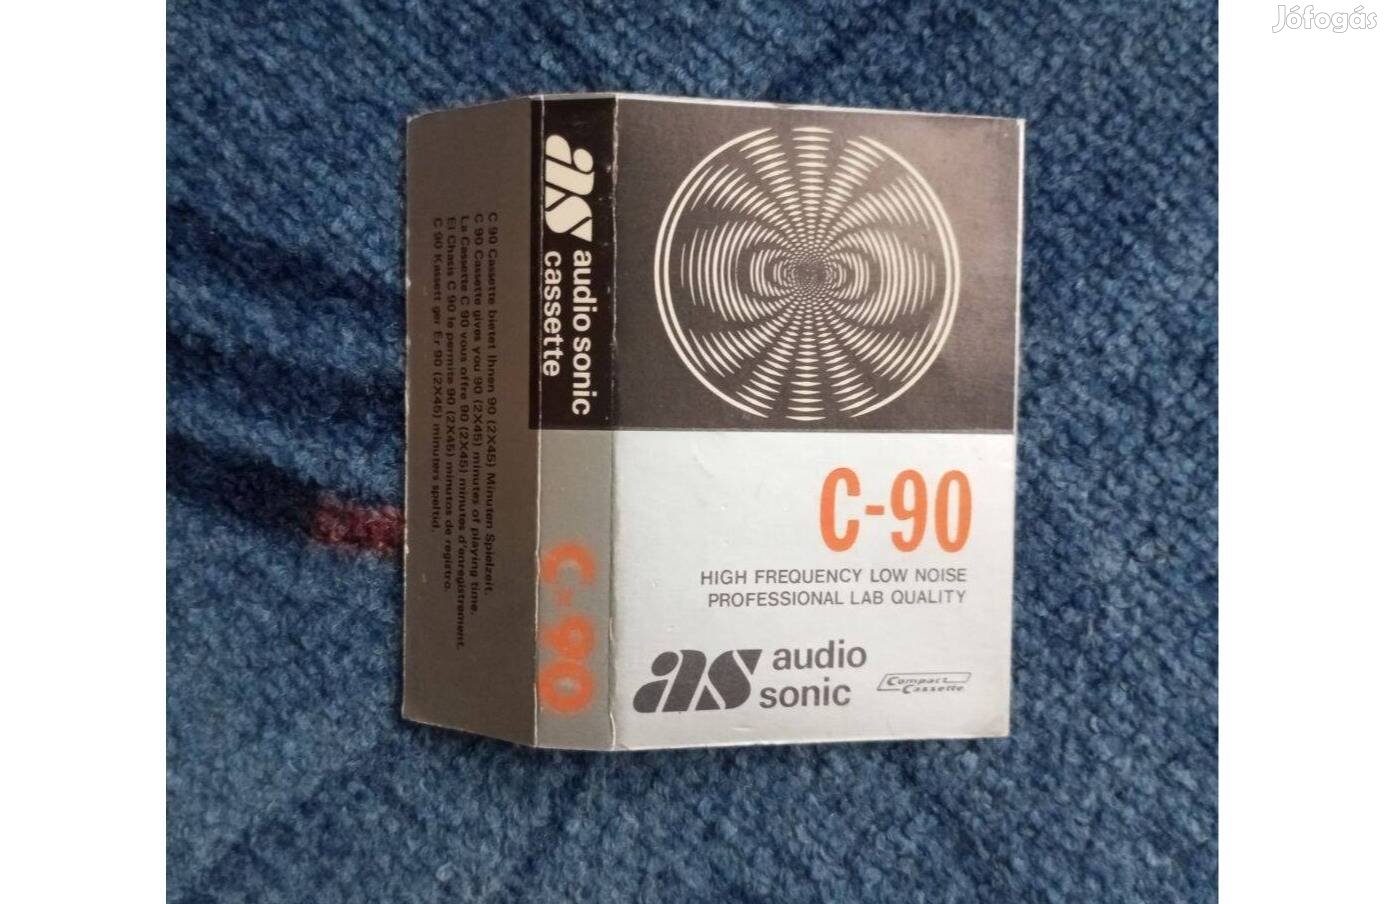 Jófogás
C 90 Cassette bietet Ihnen 90 (2X45) Minuten Spielzeit.
C 90 Cassette gives you 90 (2X45) minutes of playing time.
La Cassette C 90 vous offre 90 (2X45) minutes d'enregistrement.
El Chasis C 90 le permite 90 (2X45) minutos de registro.
C 90 Kassett ger Er 90 (2X45) minuters speltid.
as audio sonic
cassette
C-90
C-90
HIGH FREQUENCY LOW NOISE
PROFESSIONAL LAB QUALITY
as audio
sonic
Compact
Cassette